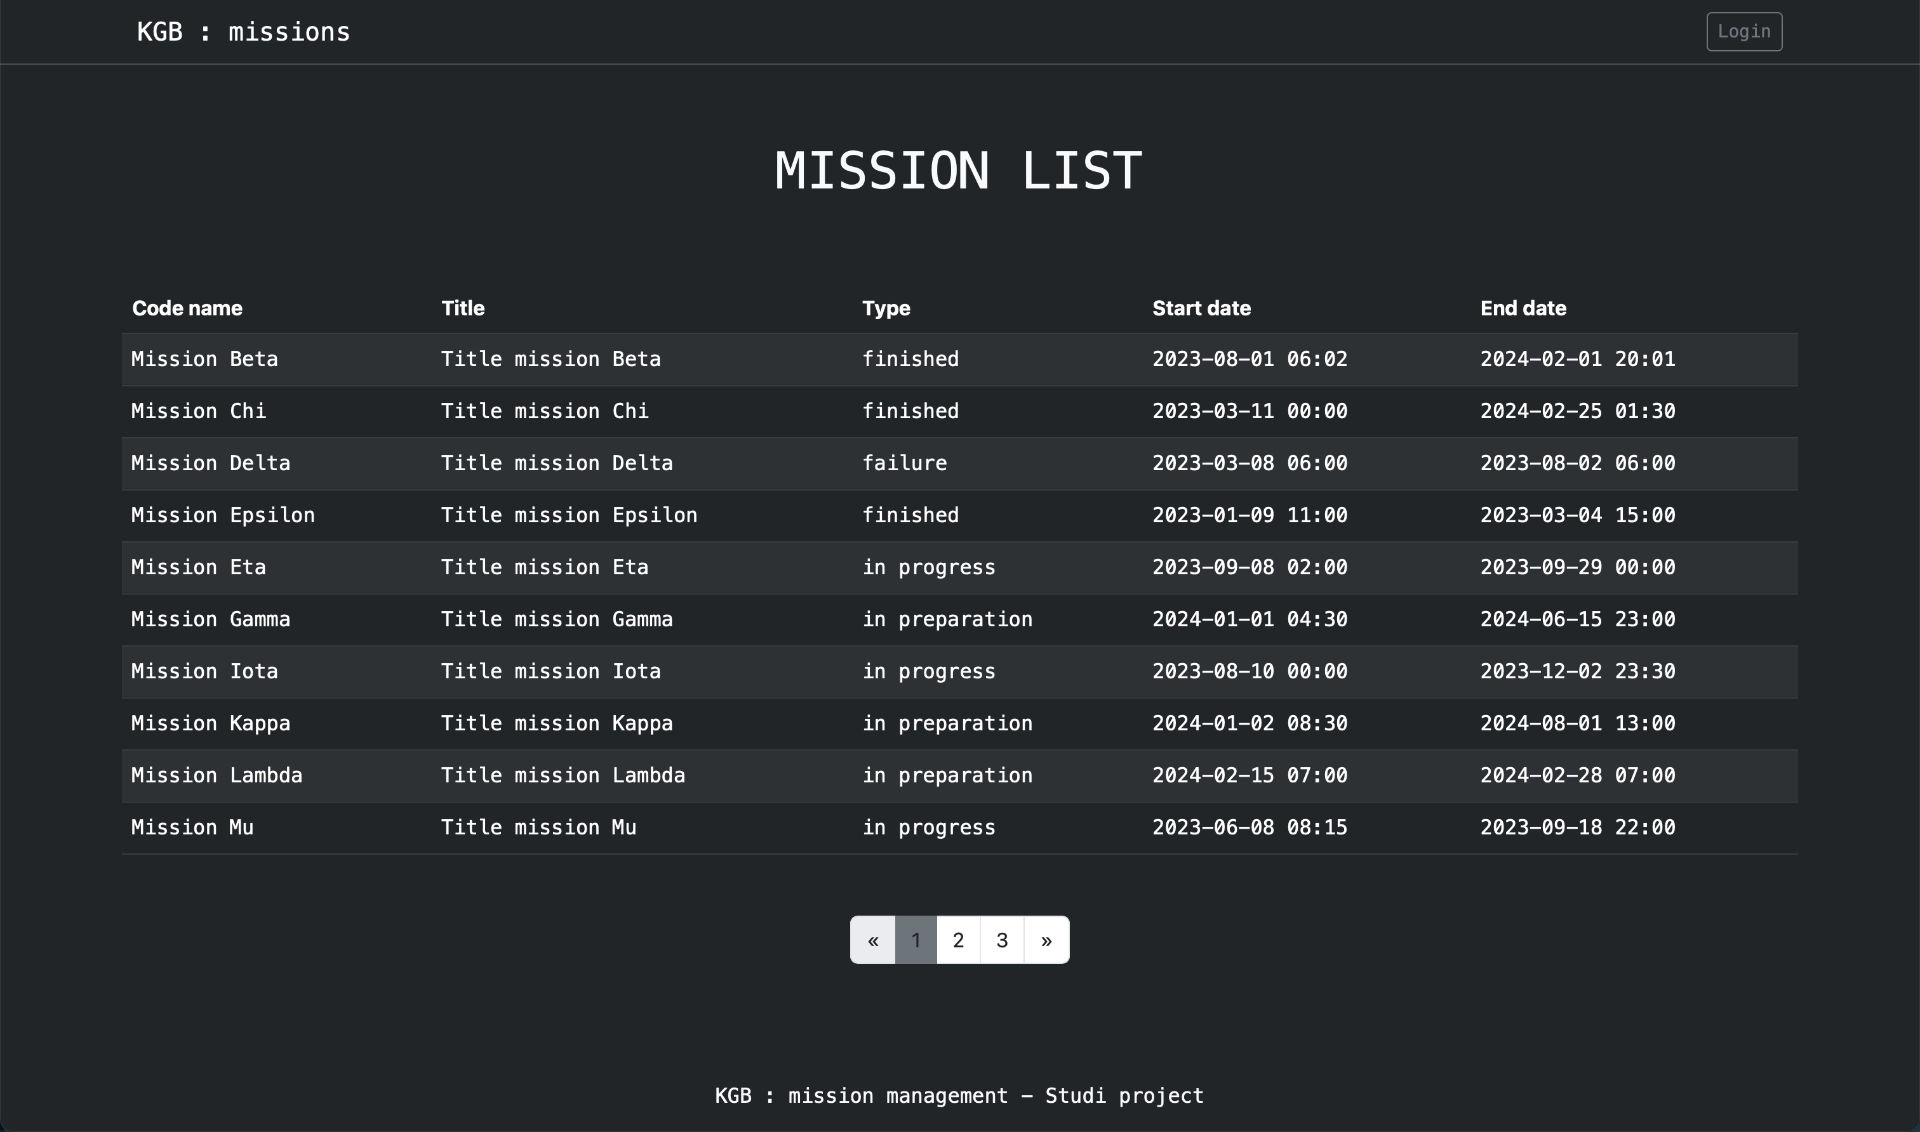 KGB : missions Login
MISSION LIST
Code name Title Type Start date End date
Mission Beta Title mission Beta finished 2023-08-01 06:02 2024-02-01 20:01
Mission Chi Title mission Chi finished 2023-03-11 00:00 2024-02-25 01:30
Mission Delta Title mission Delta failure 2023-03-08 06:00 2023-08-02 06:00
Mission Epsilon Title mission Epsilon finished 2023-01-09 11:00 2023-03-04 15:00
Mission Eta Title mission Eta in progress 2023-09-08 02:00 2023-09-29 00:00
Mission Gamma Title mission Gamma in preparation 2024-01-01 04:30 2024-06-15 23:00
Mission Iota Title mission Iota in progress 2023-08-10 00:00 2023-12-02 23:30
Mission Kappa Title mission Kappa in preparation 2024-01-02 08:30 2024-08-01 13:00
Mission Lambda Title mission Lambda in preparation 2024-02-15 07:00 2024-02-28 07:00
Mission Mu Title mission Mu in progress 2023-06-08 08:15 2023-09-18 22:00
« 1 2 3 »
KGB : mission management - Studi project